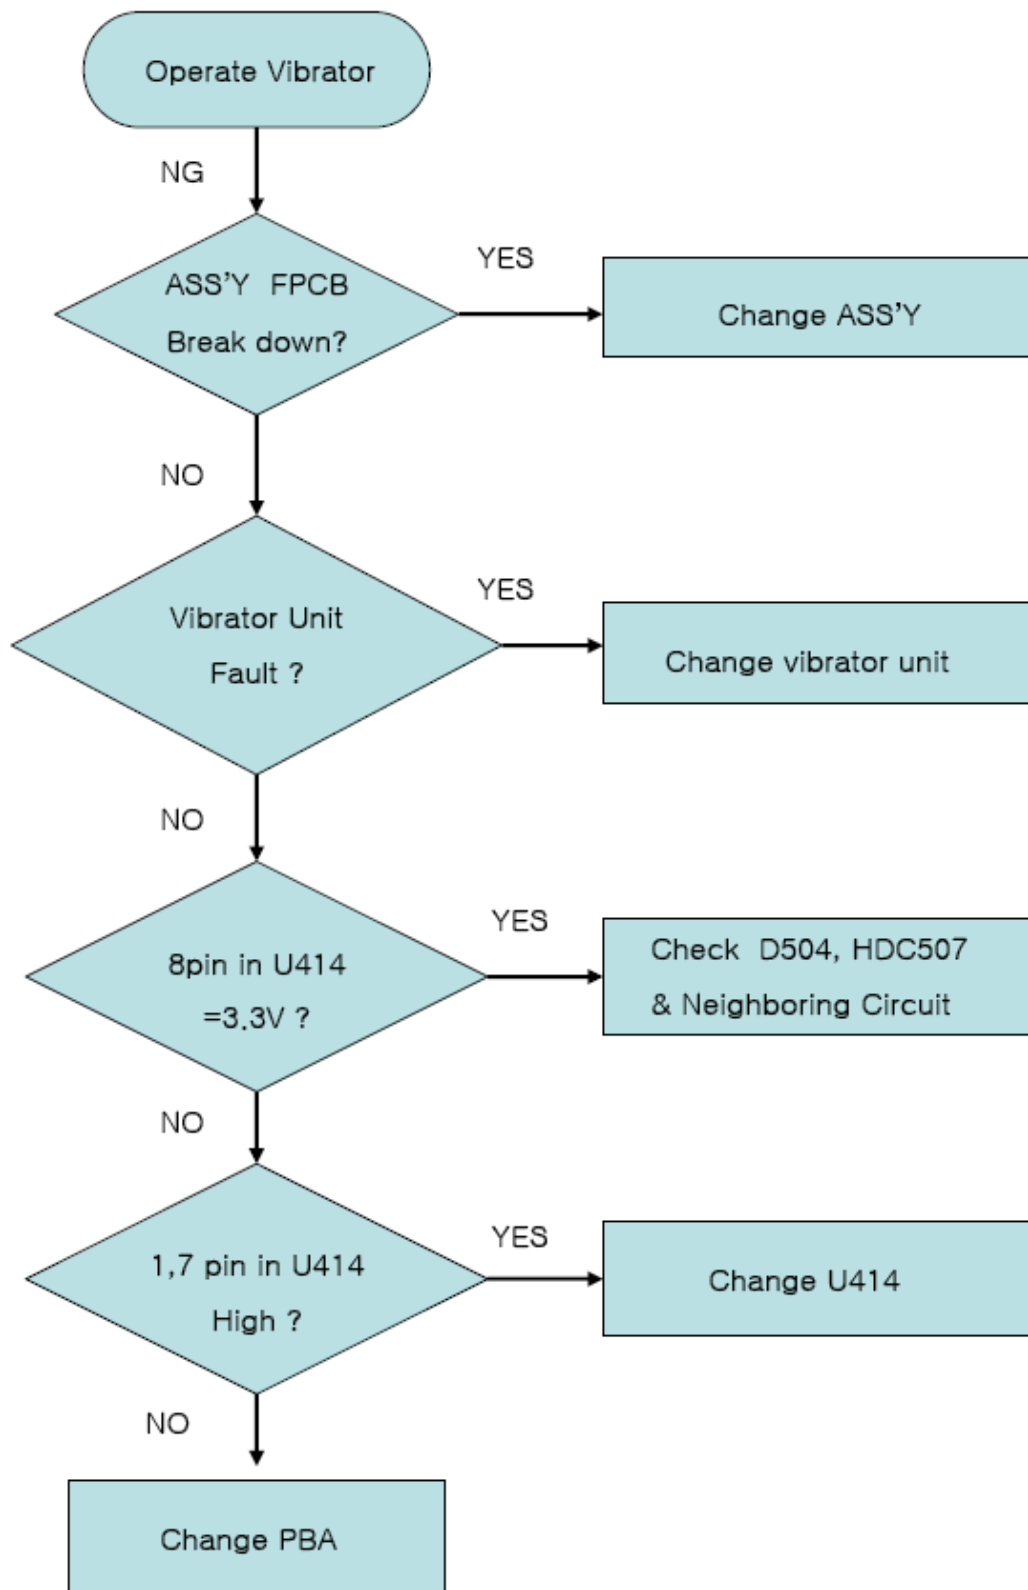 Operate Vibrator
NG
ASS'Y FPCB
Break down?
YES
Change ASS'Y
NO
Vibrator Unit
Fault ?
YES
Change vibrator unit
NO
8pin in U414
=3.3V ?
YES
Check D504, HDC507
& Neighboring Circuit
NO
1,7 pin in U414
High ?
YES
Change U414
NO
Change PBA